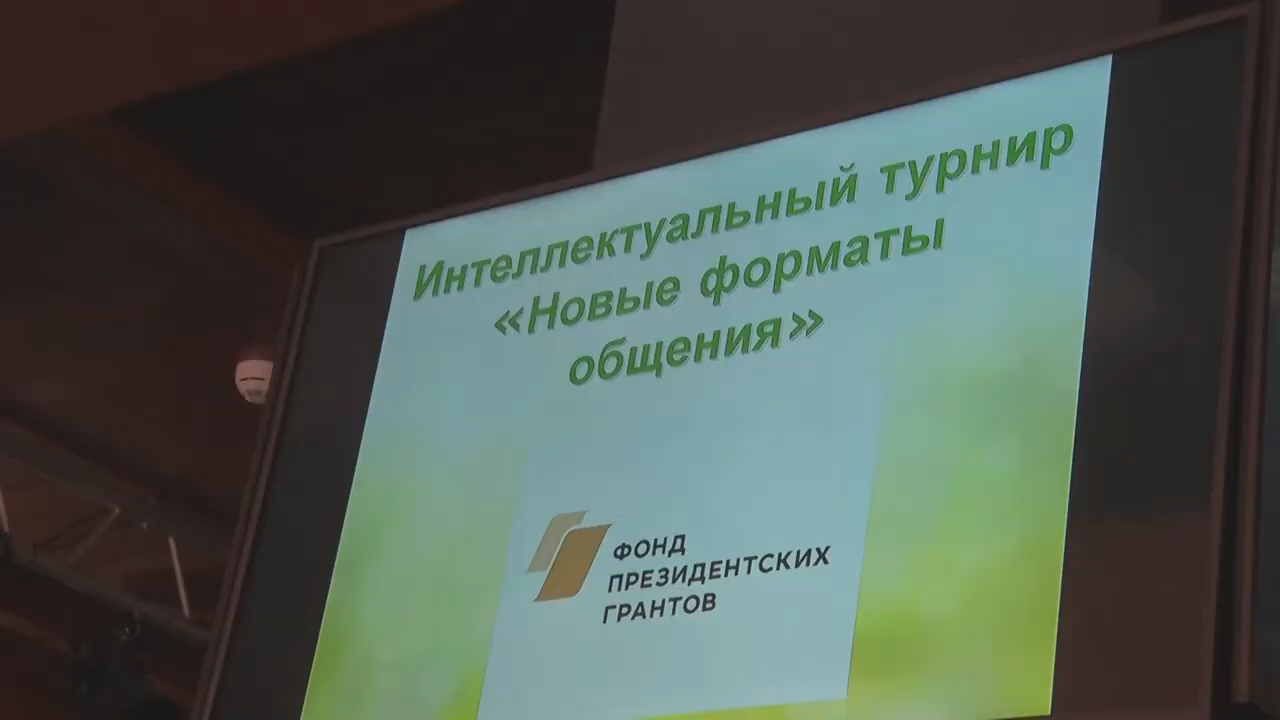 Интеллектуальный турнир
«Новые форматы
общения»
ФОНД
ПРЕЗИДЕНТСКИХ
ГРАНТОВ